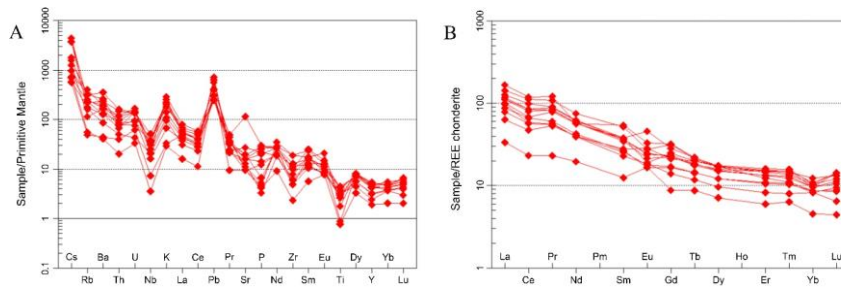 A
Sample/Primitive Mantle
10000
1000
100
10
1
0.1
Cs Ba U K Ce Pr P Zr Eu Dy Yb
Rb Th Nb La Pb Sr Nd Sm Ti Y Lu
B
Sample/REE chonderite
1000
100
10
1
La Pr Pm Eu Tb Ho Tm Lu
Ce Nd Sm Gd Dy Er Yb